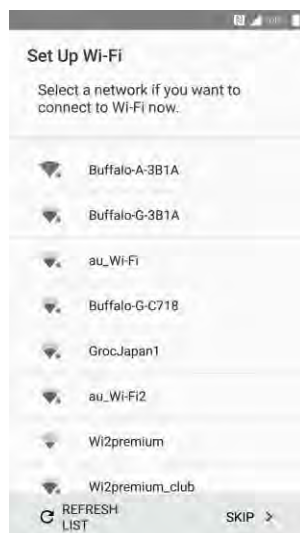 Set Up Wi-Fi
Select a network if you want to
connect to Wi-Fi now.
Buffalo-A-3B1A
Buffalo-G-3B1A
au_Wi-Fi
Buffalo-G-C718
GrocJapan1
au_Wi-Fi2
Wi2premium
Wi2premium_club
REFRESH
LIST
SKIP